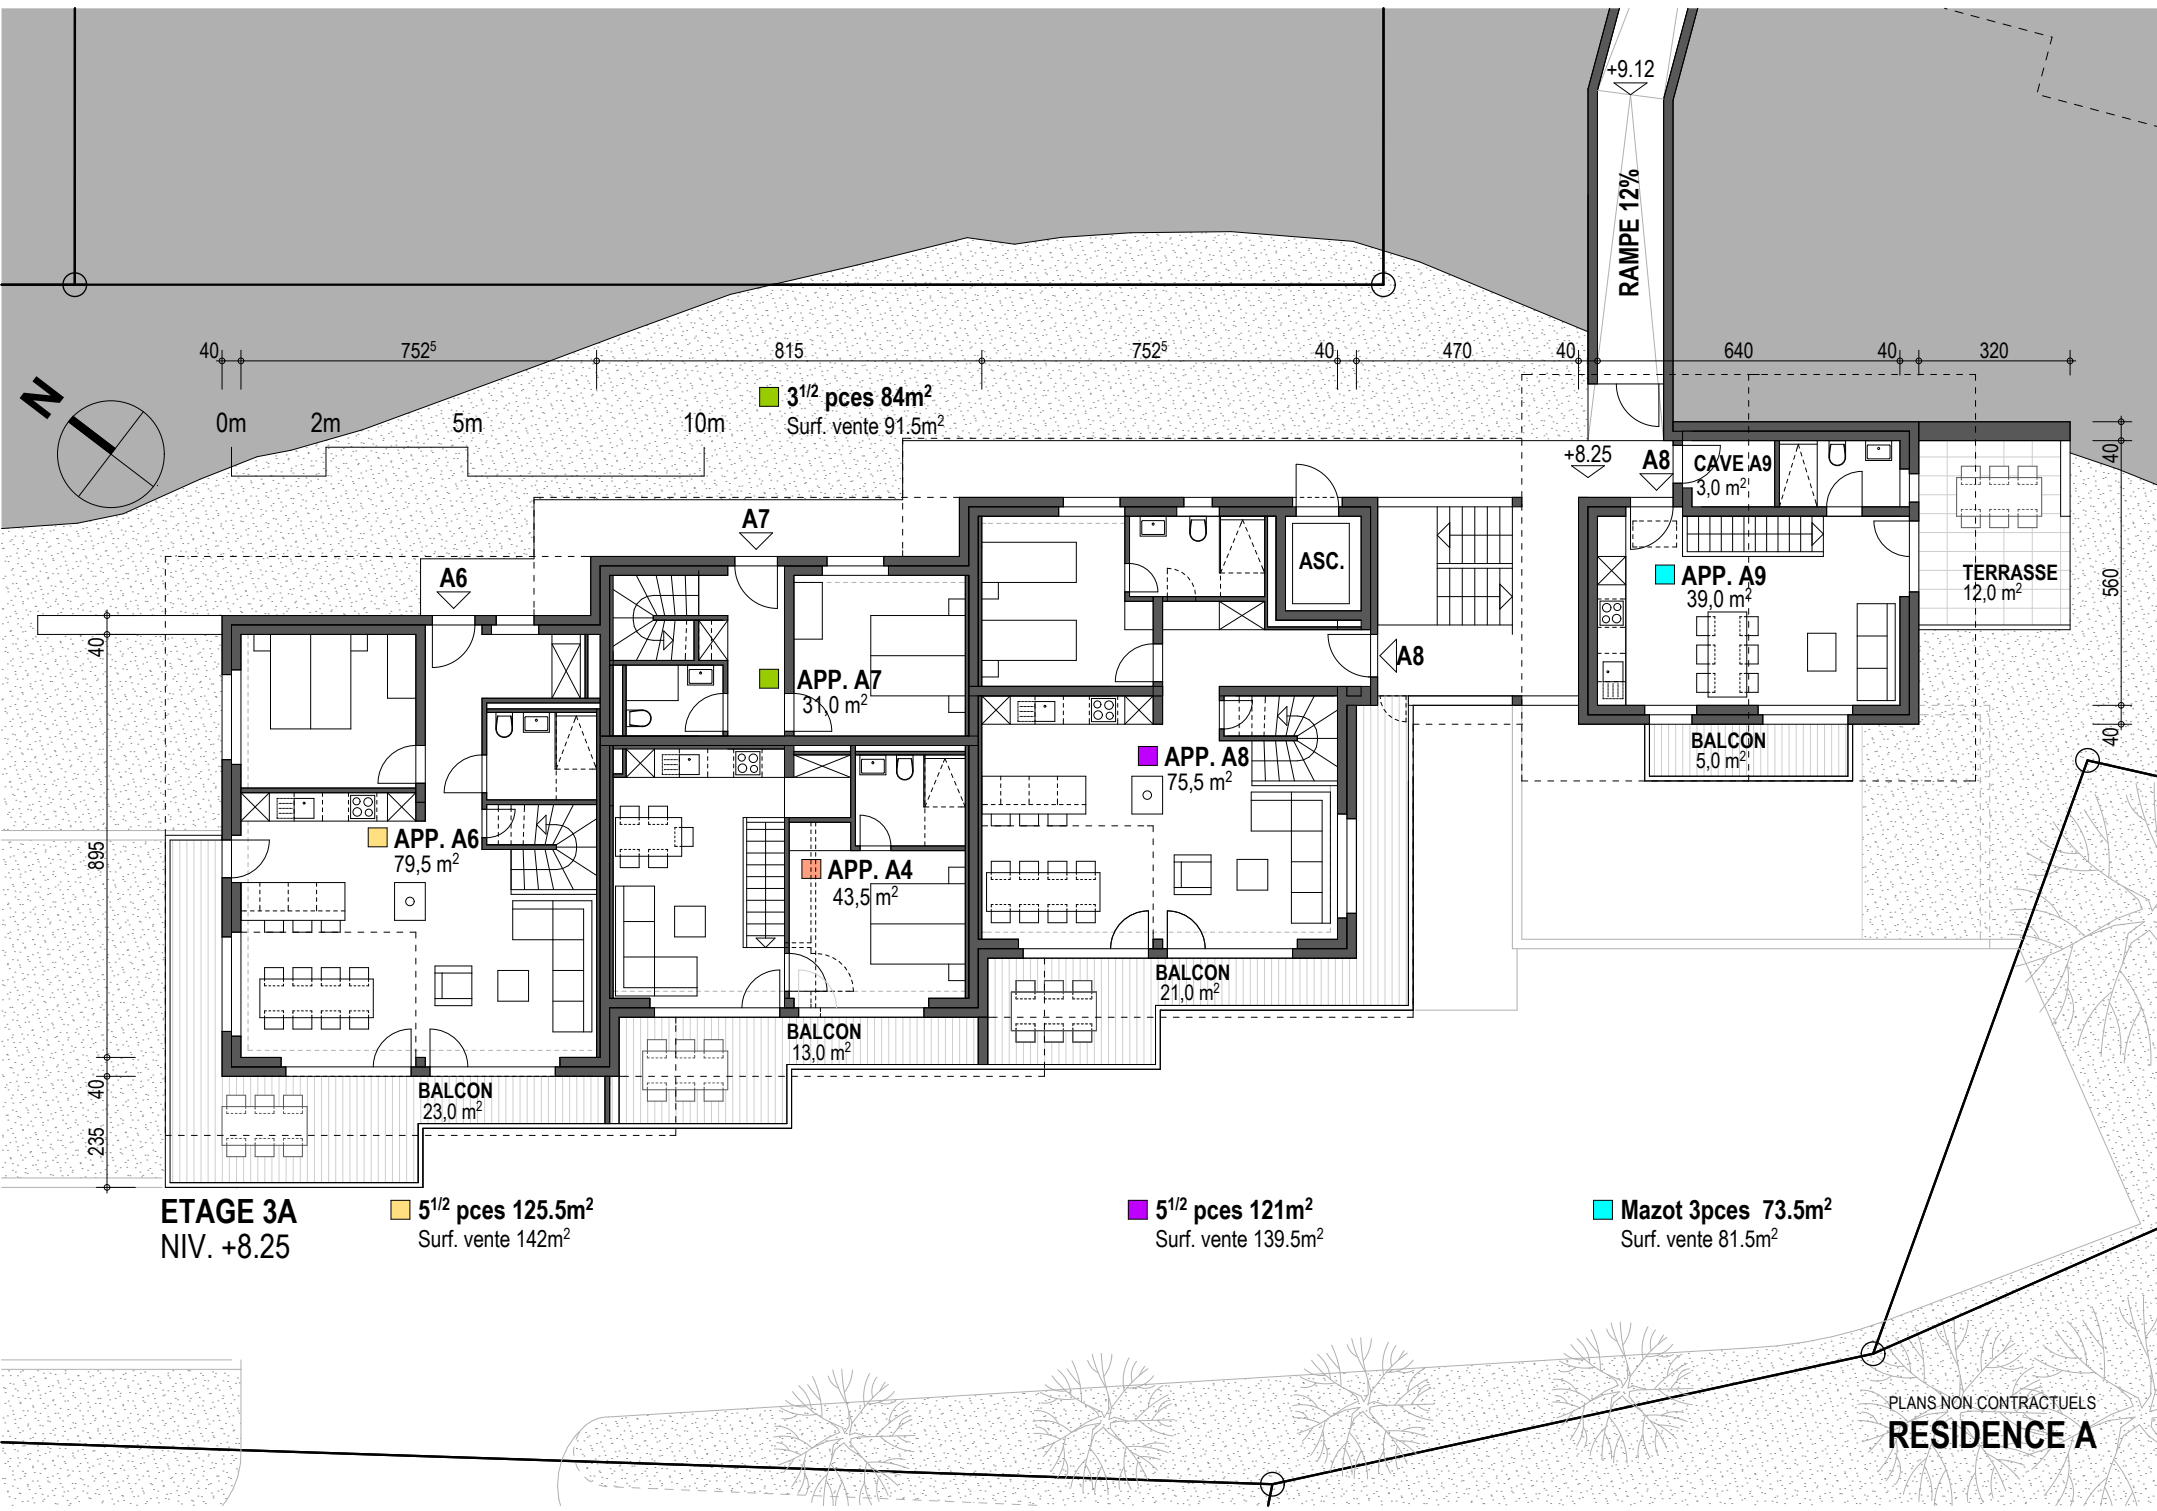 +9.12
RAMPE 12%
40
752⁵
815
752⁵
40
470
40
640
40
320
N
0m
2m
5m
10m
3¹/² pces 84m²
Surf. vente 91.5m²
+8.25
A8
CAVE A9
3,0 m²
40
A7
ASC.
A6
APP. A9
39,0 m²
TERRASSE
12,0 m²
560
40
A8
APP. A7
31,0 m²
BALCON
5,0 m²
40
APP. A8
75,5 m²
APP. A6
79,5 m²
895
APP. A4
43,5 m²
BALCON
21,0 m²
BALCON
13,0 m²
40
BALCON
23,0 m²
235
ETAGE 3A
NIV. +8.25
5¹/² pces 125.5m²
Surf. vente 142m²
5¹/² pces 121m²
Surf. vente 139.5m²
Mazot 3pces 73.5m²
Surf. vente 81.5m²
PLANS NON CONTRACTUELS
RESIDENCE A